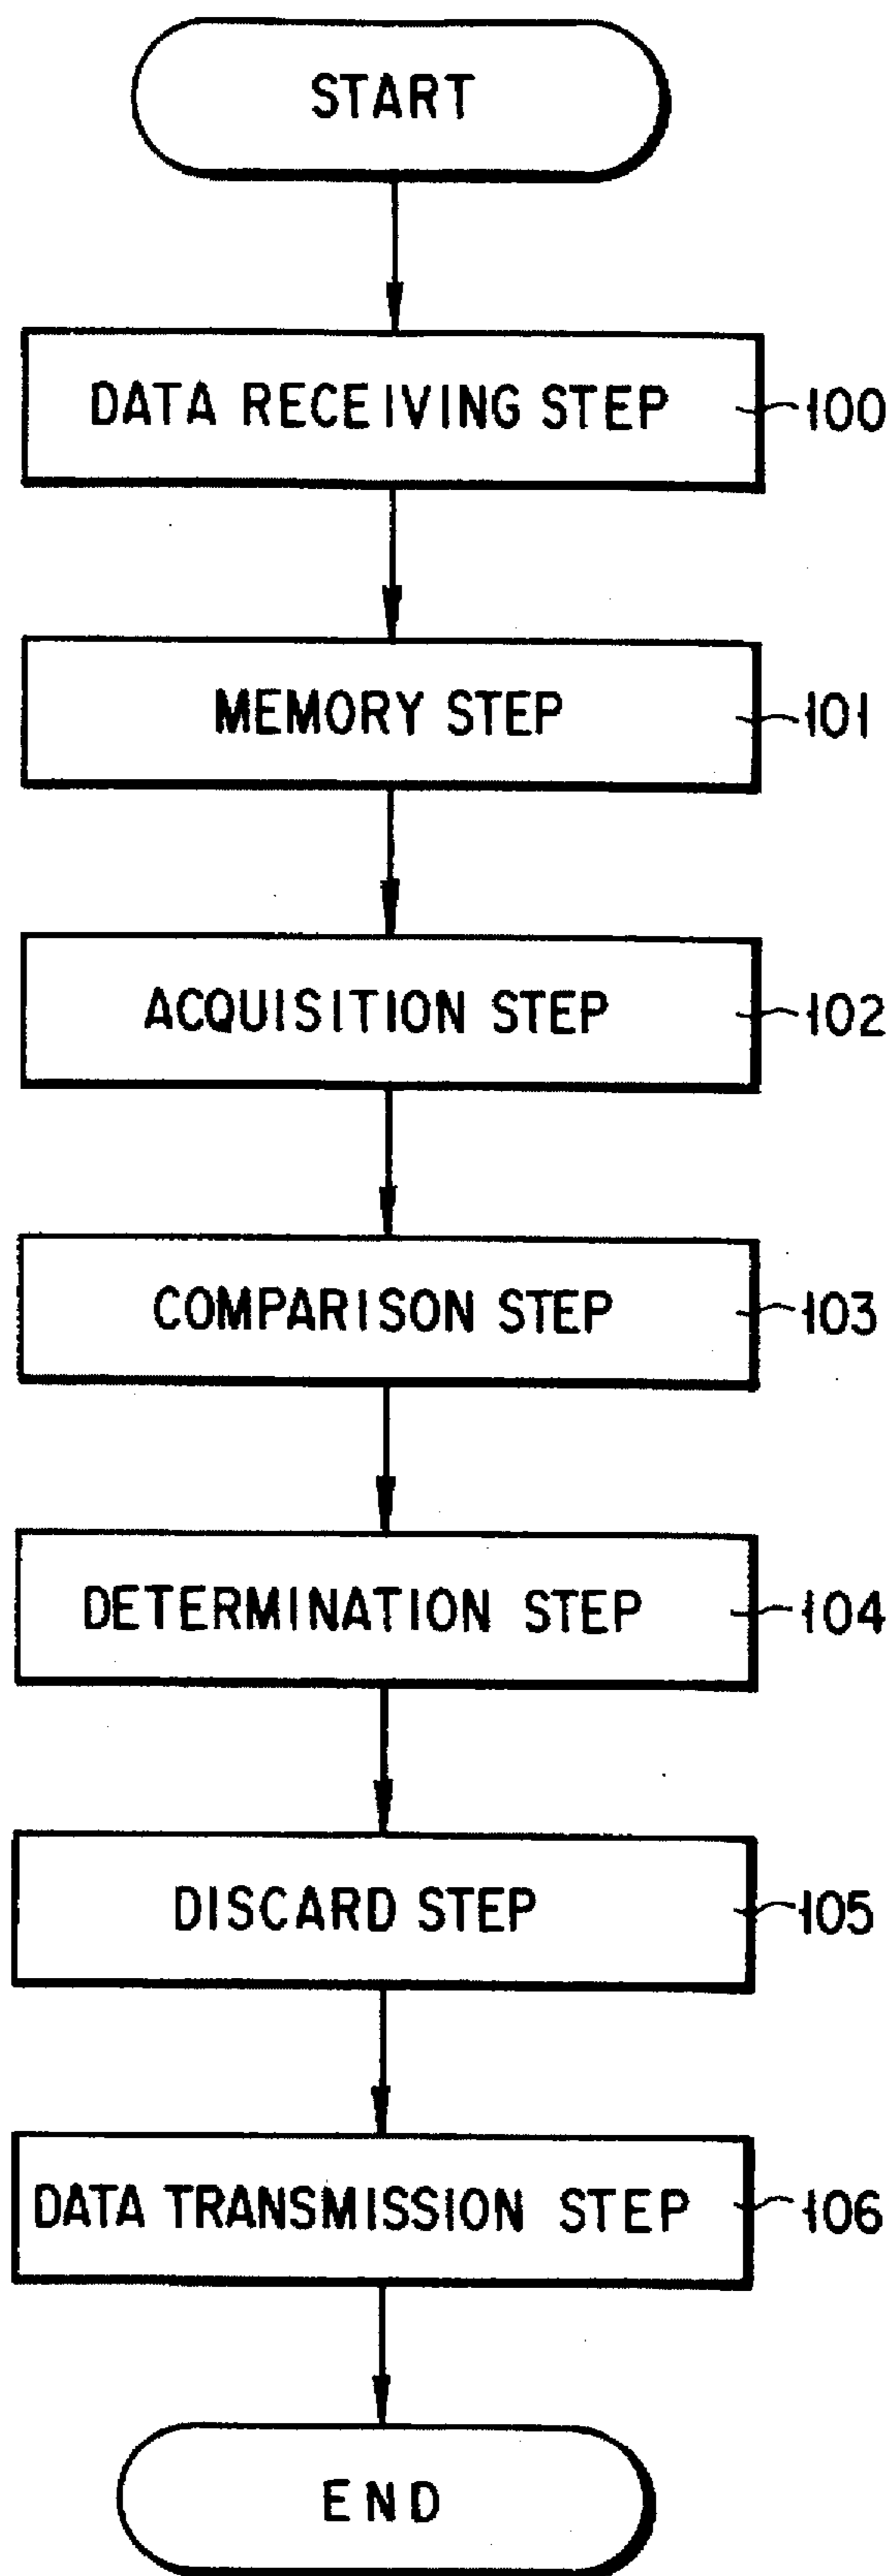 START
DATA RECEIVING STEP 100
MEMORY STEP 101
ACQUISITION STEP 102
COMPARISON STEP 103
DETERMINATION STEP 104
DISCARD STEP 105
DATA TRANSMISSION STEP 106
END